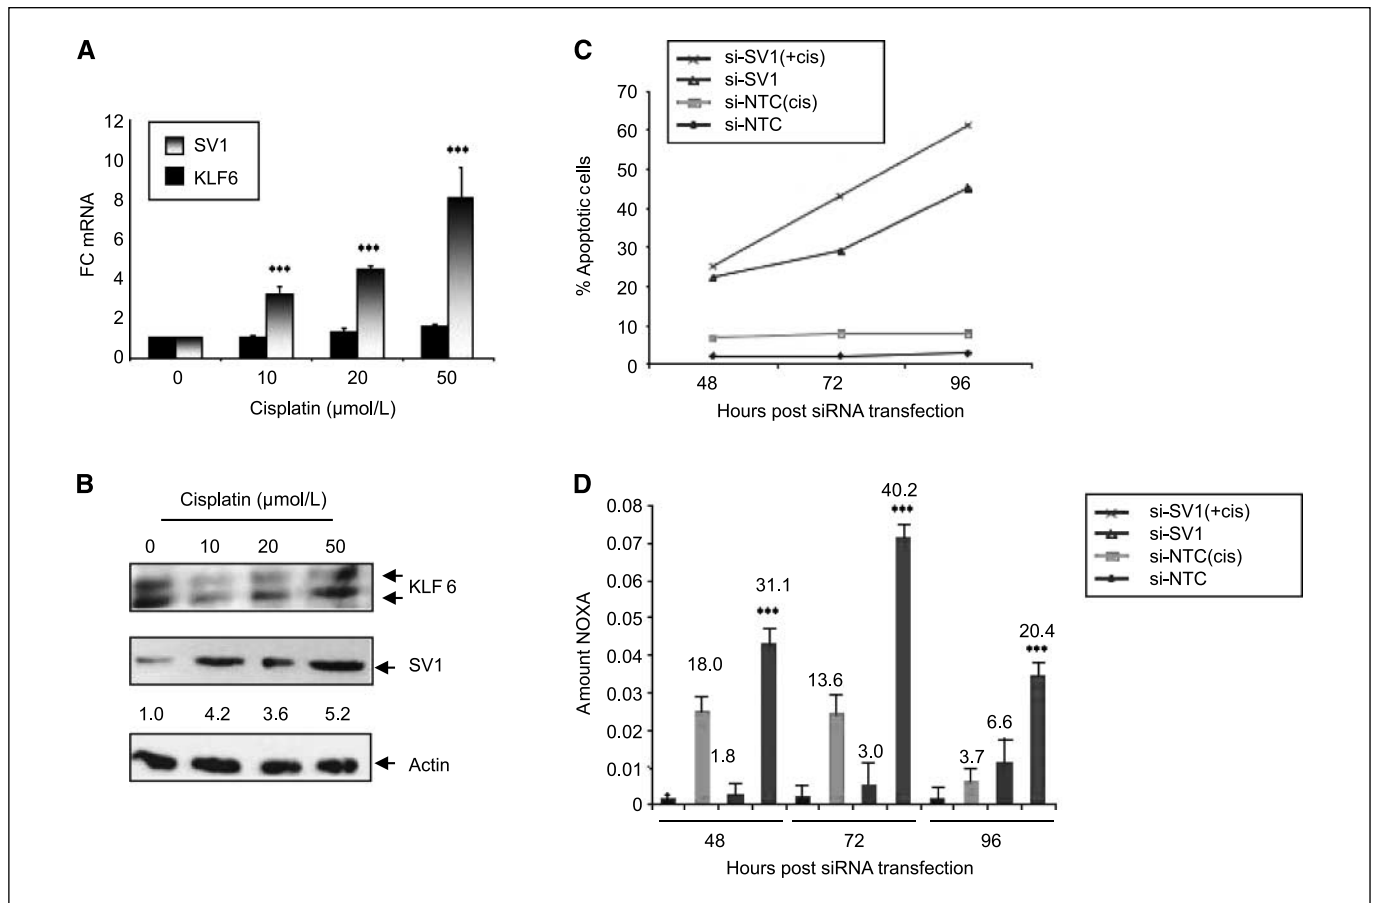 A
12
10
8
6
4
2
0
FC mRNA
SV1
KLF6
***
***
***
0 10 20 50
Cisplatin (µmol/L)
B
Cisplatin (µmol/L)
0 10 20 50
KLF 6
SV1
1.0 4.2 3.6 5.2
Actin
C
si-SV1(+cis)
si-SV1
si-NTC(cis)
si-NTC
70
60
50
40
30
20
10
0
% Apoptotic cells
48 72 96
Hours post siRNA transfection
D
0.08
0.07
0.06
0.05
0.04
0.03
0.02
0.01
0
Amount NOXA
18.0
1.8
31.1
***
13.6
3.0
40.2
***
3.7
6.6
20.4
***
48 72 96
Hours post siRNA transfection
si-SV1(+cis)
si-SV1
si-NTC(cis)
si-NTC